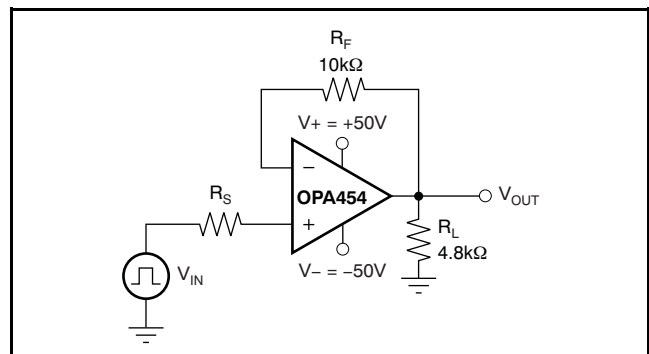 R_F
10kΩ
V+ = +50V
−
OPA454
+
R_S
V_OUT
R_L
4.8kΩ
V_IN
V− = −50V